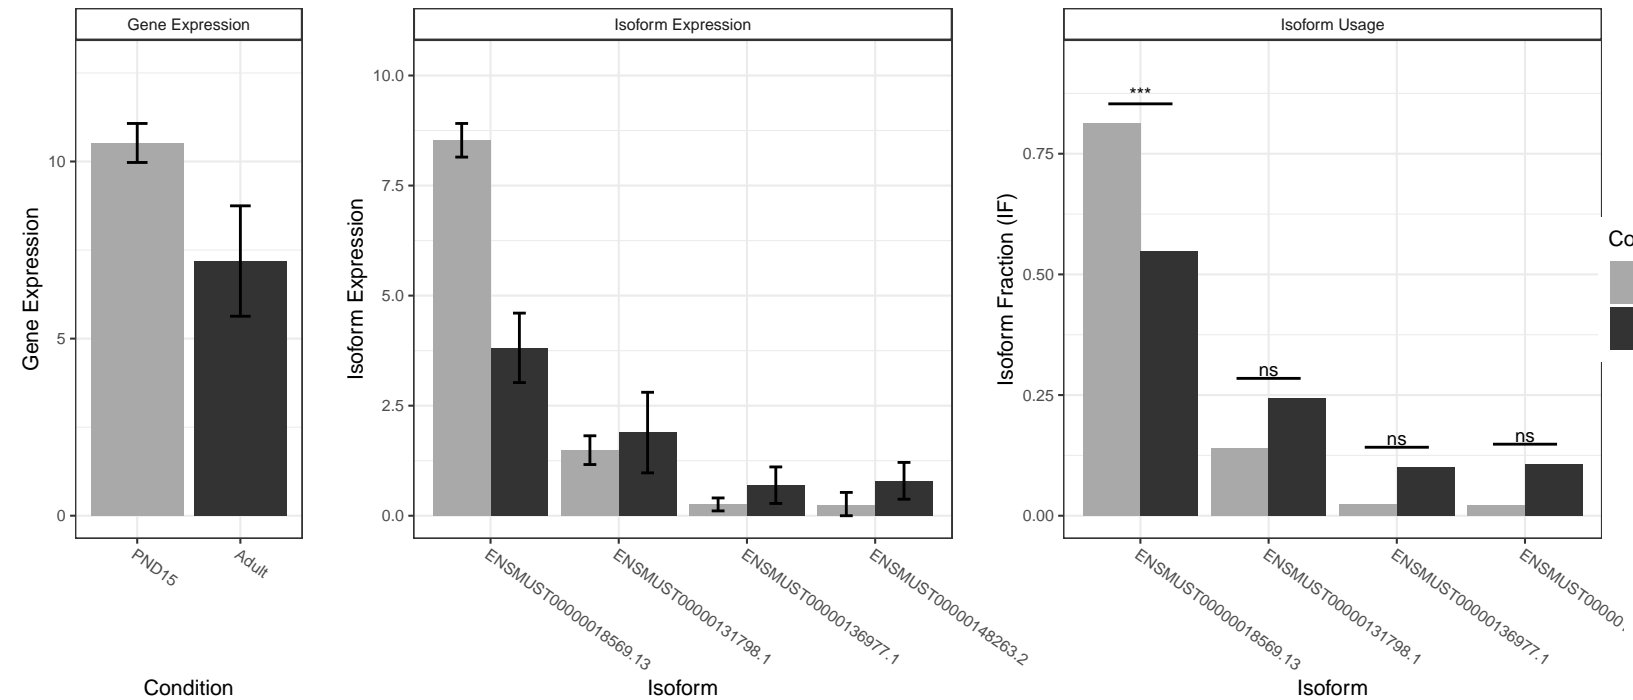 Gene Expression
Gene Expression
10
5
0
PND15
Adult
Condition
Isoform Expression
Isoform Expression
10.0
7.5
5.0
2.5
0.0
ENSMUST00000018569.13
ENSMUST00000131798.1
ENSMUST00000136977.1
ENSMUST00000148263.2
Isoform
Isoform Usage
Isoform Fraction (IF)
0.75
0.50
0.25
0.00
***
ns
ns
ns
ENSMUST00000018569.13
ENSMUST00000131798.1
ENSMUST00000136977.1
ENSMUST00000
Isoform
Co